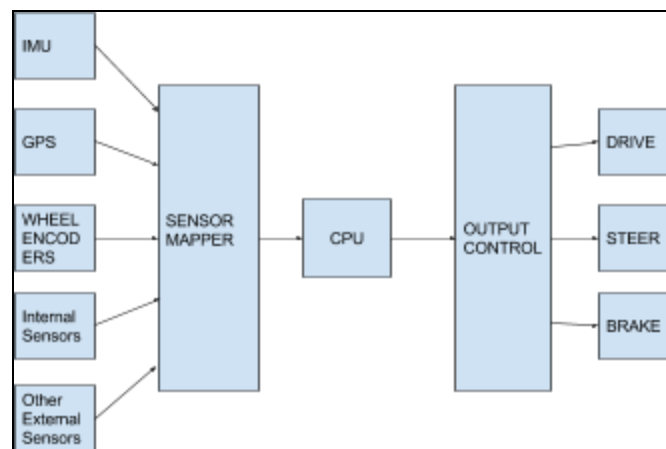 IMU
GPS
WHEEL
ENCOD
ERS
Internal
Sensors
Other
External
Sensors
SENSOR
MAPPER
CPU
OUTPUT
CONTROL
DRIVE
STEER
BRAKE